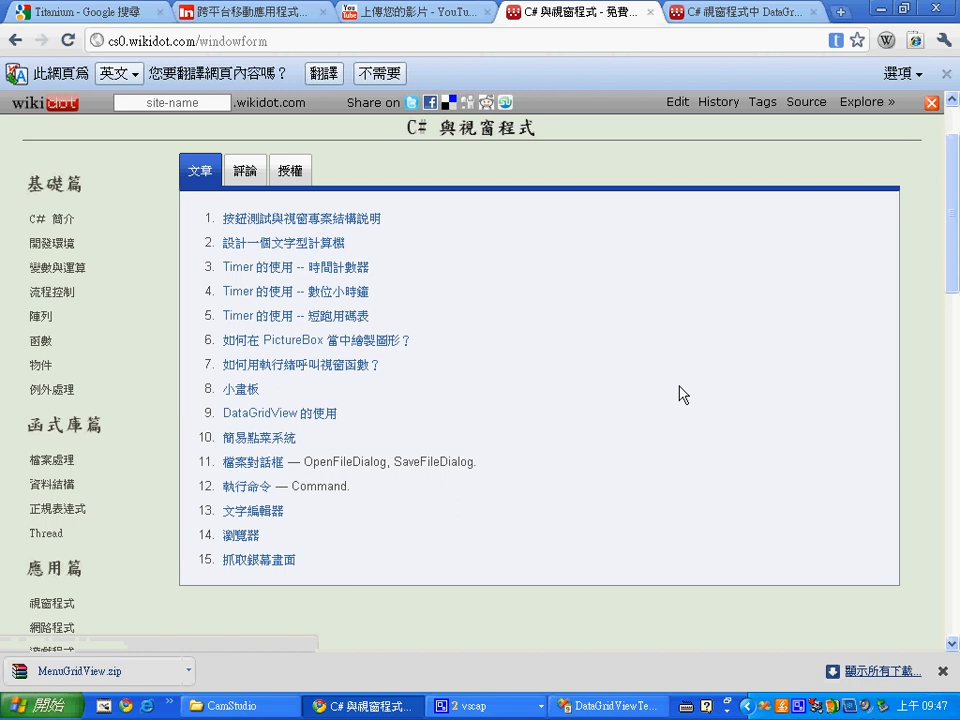 Titanium - Google 搜尋
跨平台移動應用程式...
上傳您的影片 - YouTu...
C# 與視窗程式 - 免費...
C# 視窗程式中 DataGr...
cs0.wikidot.com/windowform
此網頁為 英文 您要翻譯網頁內容嗎？ 翻譯 不需要 選項
wikidot site-name .wikidot.com Share on Edit History Tags Source Explore »
C# 與視窗程式
文章 評論 授權
基礎篇
C# 簡介
開發環境
變數與運算
流程控制
陣列
函數
物件
例外處理
函式庫篇
檔案處理
資料結構
正規表達式
Thread
應用篇
視窗程式
網路程式
1. 按鈕測試與視窗專案結構說明
2. 設計一個文字型計算機
3. Timer 的使用 -- 時間計數器
4. Timer 的使用 -- 數位小時鐘
5. Timer 的使用 -- 短跑用碼表
6. 如何在 PictureBox 當中繪製圖形？
7. 如何用執行緒呼叫視窗函數？
8. 小畫板
9. DataGridView 的使用
10. 簡易點菜系統
11. 檔案對話框 — OpenFileDialog, SaveFileDialog.
12. 執行命令 — Command.
13. 文字編輯器
14. 瀏覽器
15. 抓取銀幕畫面
MenuGridView.zip
顯示所有下載...
開始
CamStudio
C# 與視窗程式...
2 vscap
DataGridViewTe...
上午 09:47